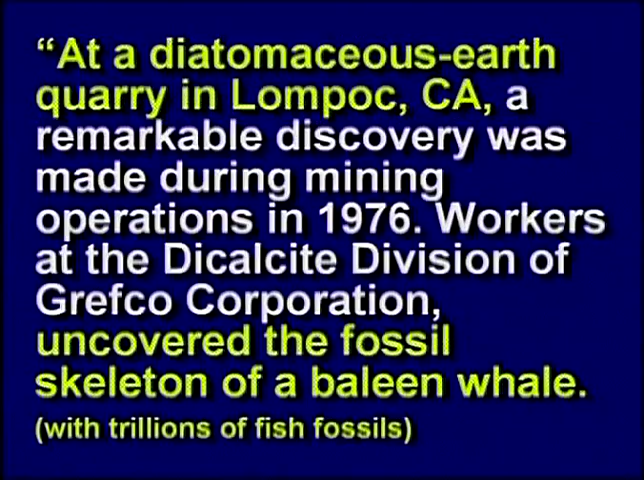 “At a diatomaceous-earth
quarry in Lompoc, CA, a
remarkable discovery was
made during mining
operations in 1976. Workers
at the Dicalcite Division of
Grefco Corporation,
uncovered the fossil
skeleton of a baleen whale.
(with trillions of fish fossils)